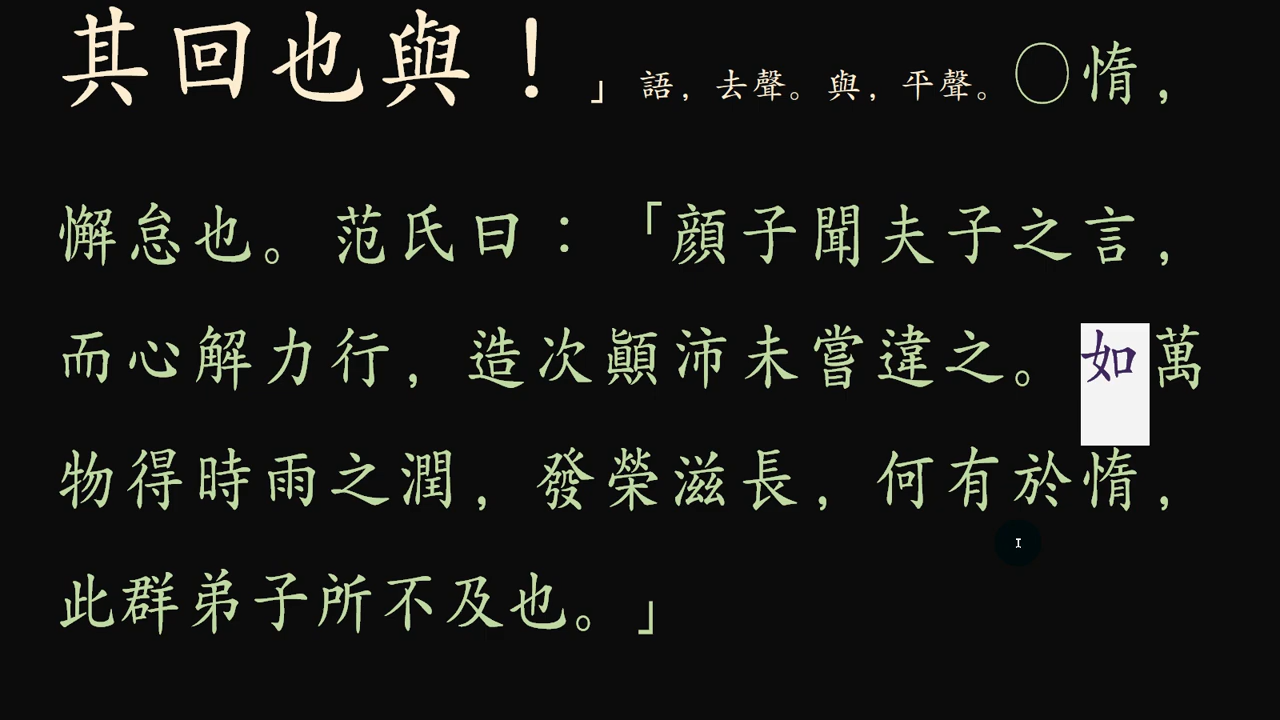 其回也與！」語，去聲。與，平聲。◯惰，
懈怠也。范氏曰：「顏子聞夫子之言，
而心解力行，造次顚沛未嘗違之。如萬
物得時雨之潤，發榮滋長，何有於惰，
此群弟子所不及也。」